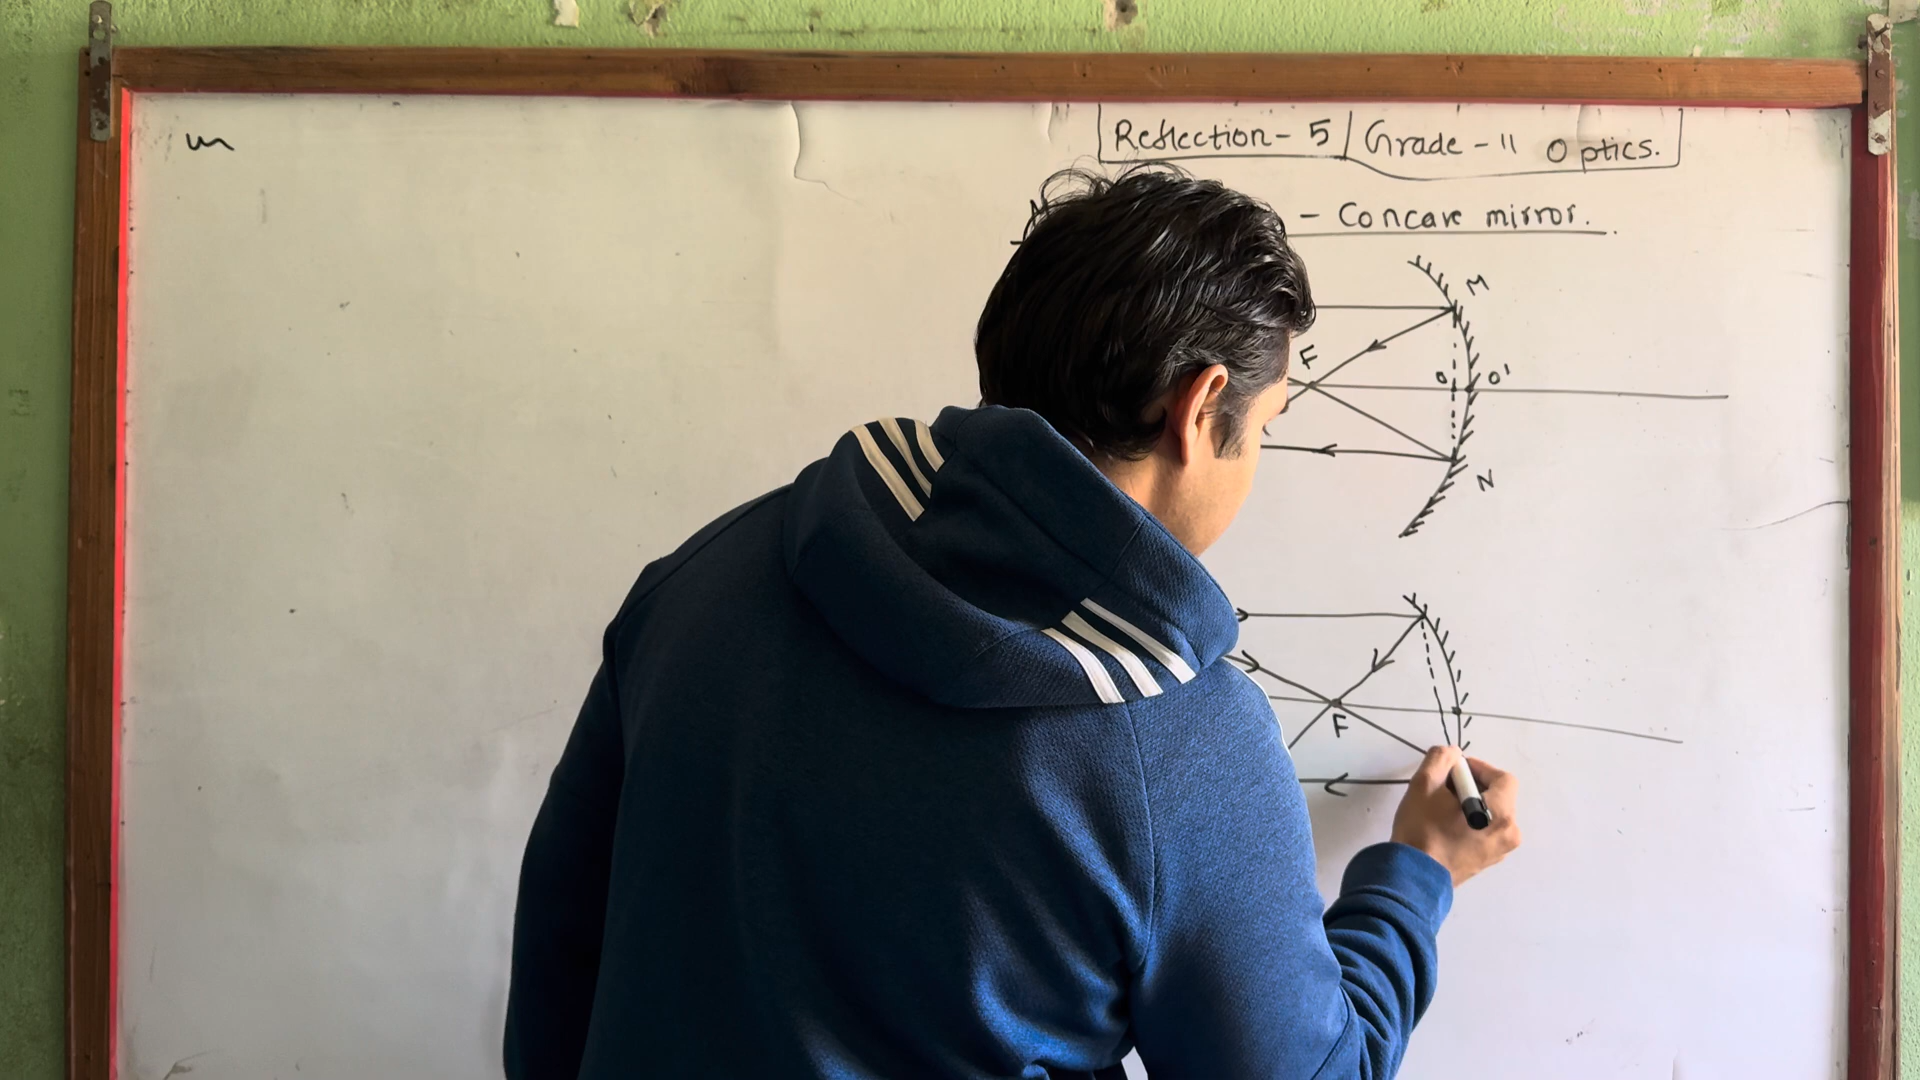 Reflection - 5 | Grade - 11 Optics.
- Concave mirror.
M
F
O O'
N
F